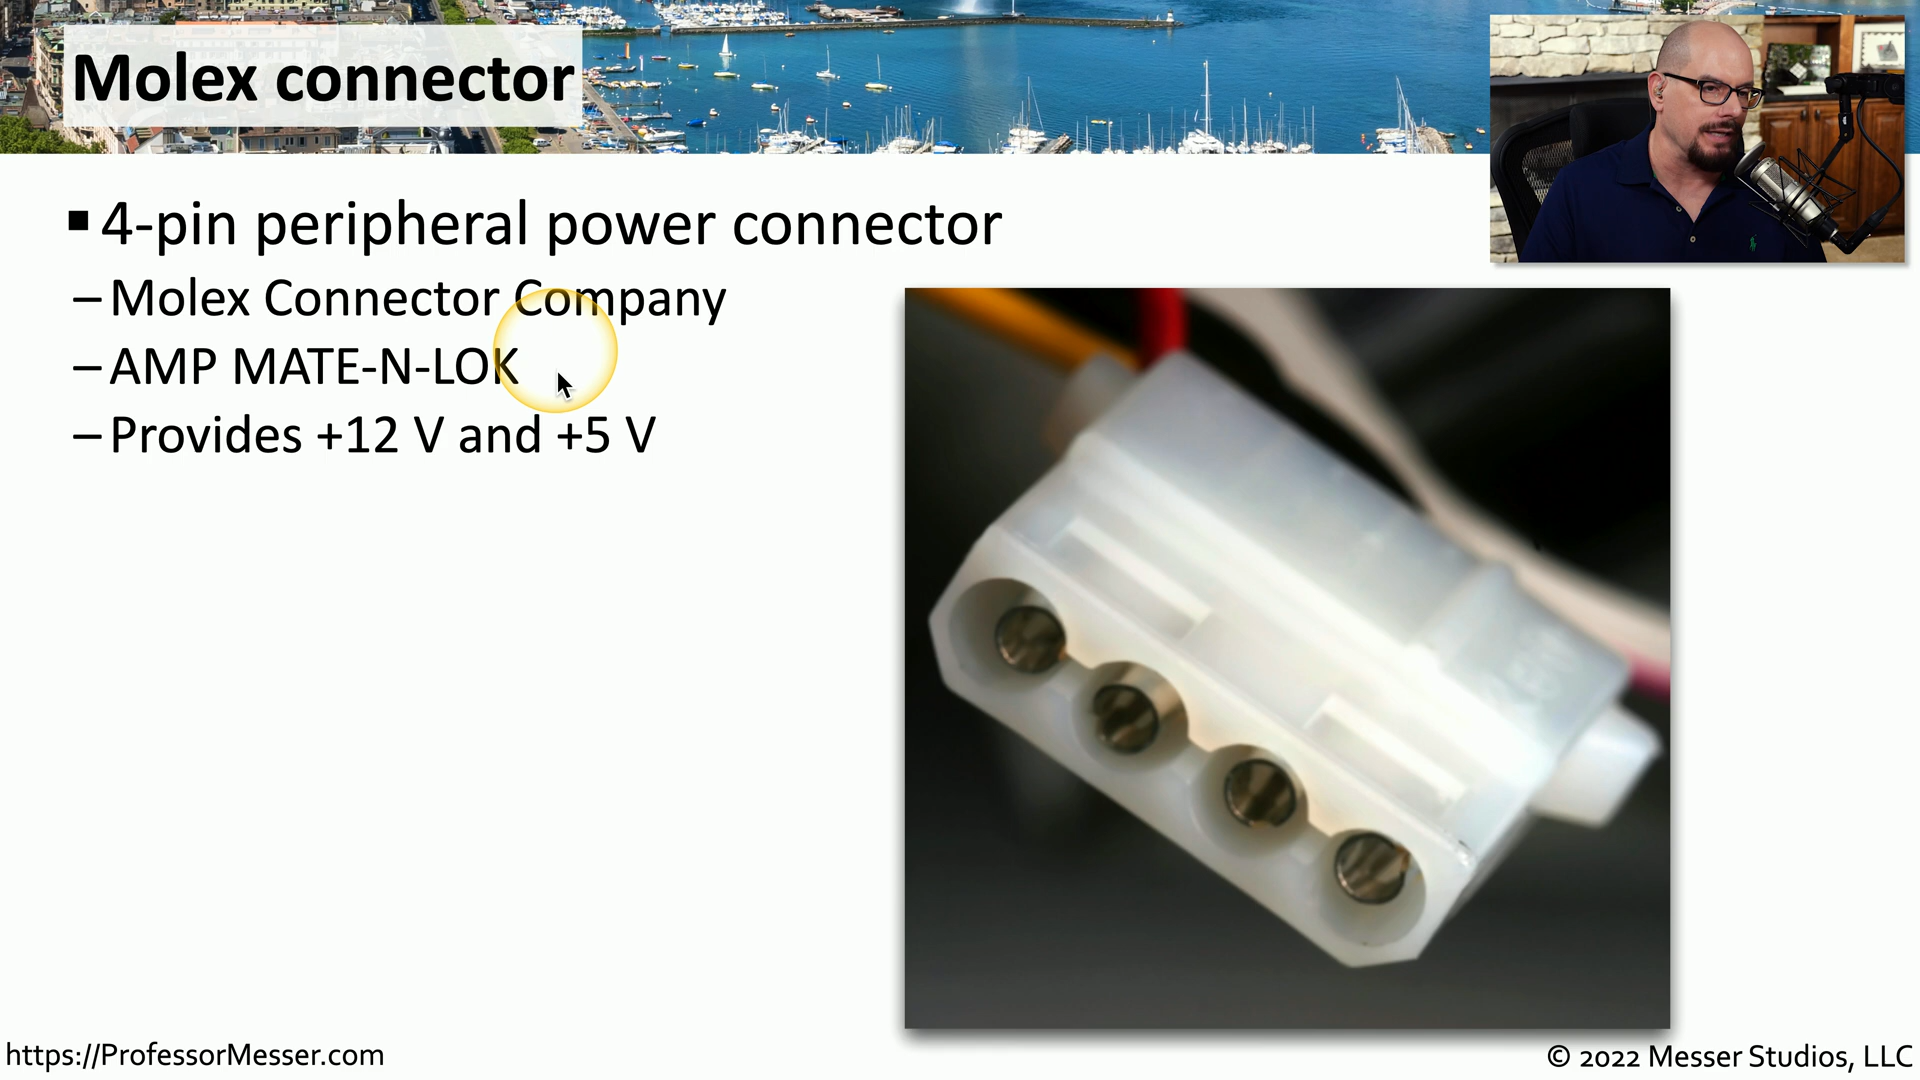 Molex connector
▪ 4-pin peripheral power connector
– Molex Connector Company
– AMP MATE-N-LOK
– Provides +12 V and +5 V
https://ProfessorMesser.com
© 2022 Messer Studios, LLC